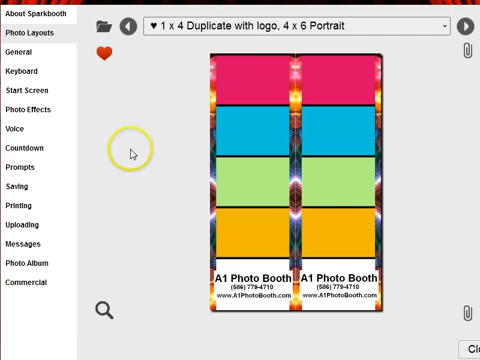 About Sparkbooth
Photo Layouts
General
Keyboard
Start Screen
Photo Effects
Voice
Countdown
Prompts
Saving
Printing
Uploading
Messages
Photo Album
Commercial
♥ 1 x 4 Duplicate with logo, 4 x 6 Portrait
A1 Photo Booth
(586) 779-4710
www.A1PhotoBooth.com
A1 Photo Booth
(586) 779-4710
www.A1PhotoBooth.com